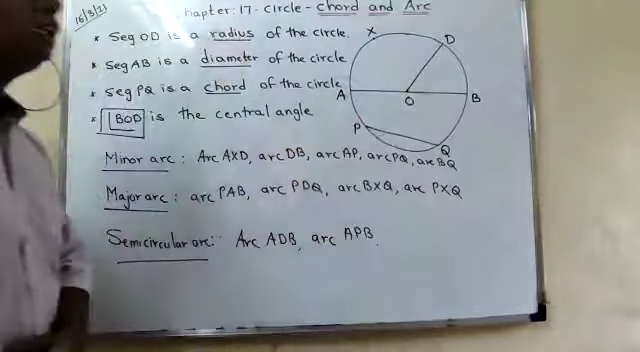 16/3/21
hapter: 17. Circle - chord and Arc
* Seg OD is a radius of the circle.
* Seg AB is a diameter of the circle
* Seg PQ is a chord of the circle
* ∠BOD is the central angle
X
D
A
O
B
P
Q
Minor arc : Arc AXD, arc DB, arc AP, arc PQ, arc BQ
Major arc : arc PAB, arc PDQ, arc BXQ, arc PXQ
Semicircular arc: Arc ADB, arc APB.